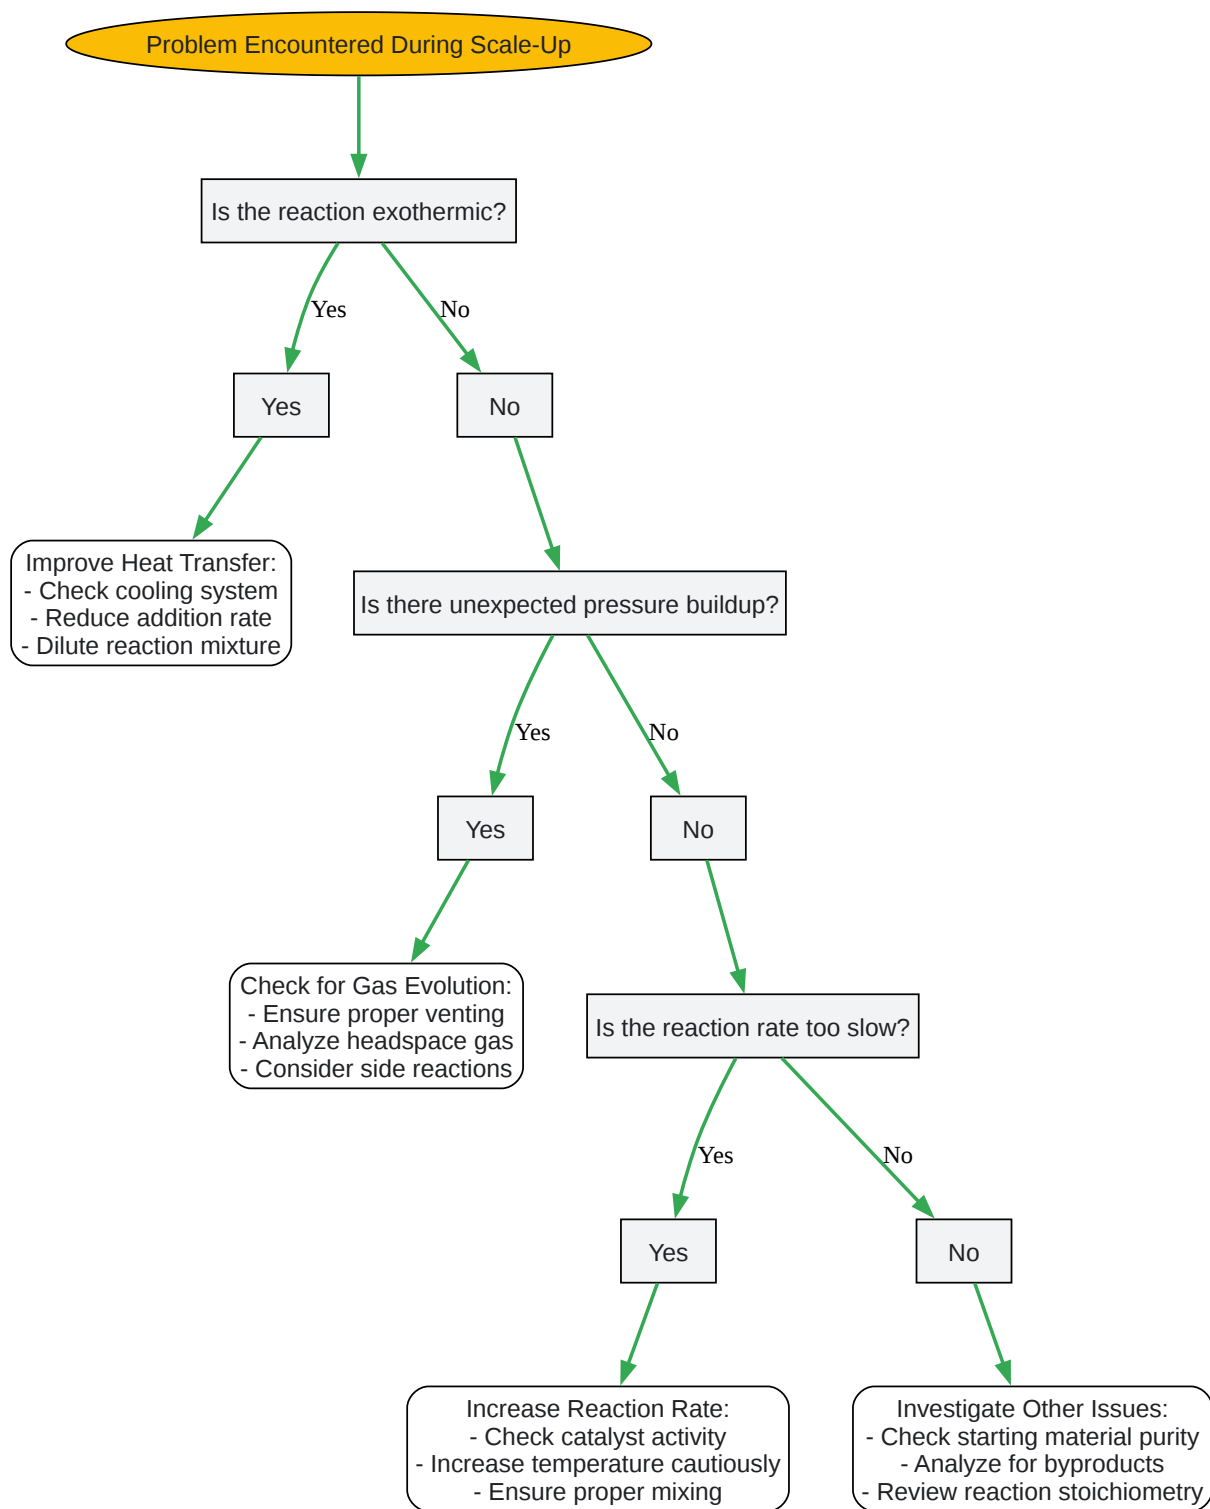 Problem Encountered During Scale-Up
Is the reaction exothermic?
Yes
No
Yes
No
Improve Heat Transfer:
- Check cooling system
- Reduce addition rate
- Dilute reaction mixture
Is there unexpected pressure buildup?
Yes
No
Yes
No
Check for Gas Evolution:
- Ensure proper venting
- Analyze headspace gas
- Consider side reactions
Is the reaction rate too slow?
Yes
No
Yes
No
Increase Reaction Rate:
- Check catalyst activity
- Increase temperature cautiously
- Ensure proper mixing
Investigate Other Issues:
- Check starting material purity
- Analyze for byproducts
- Review reaction stoichiometry